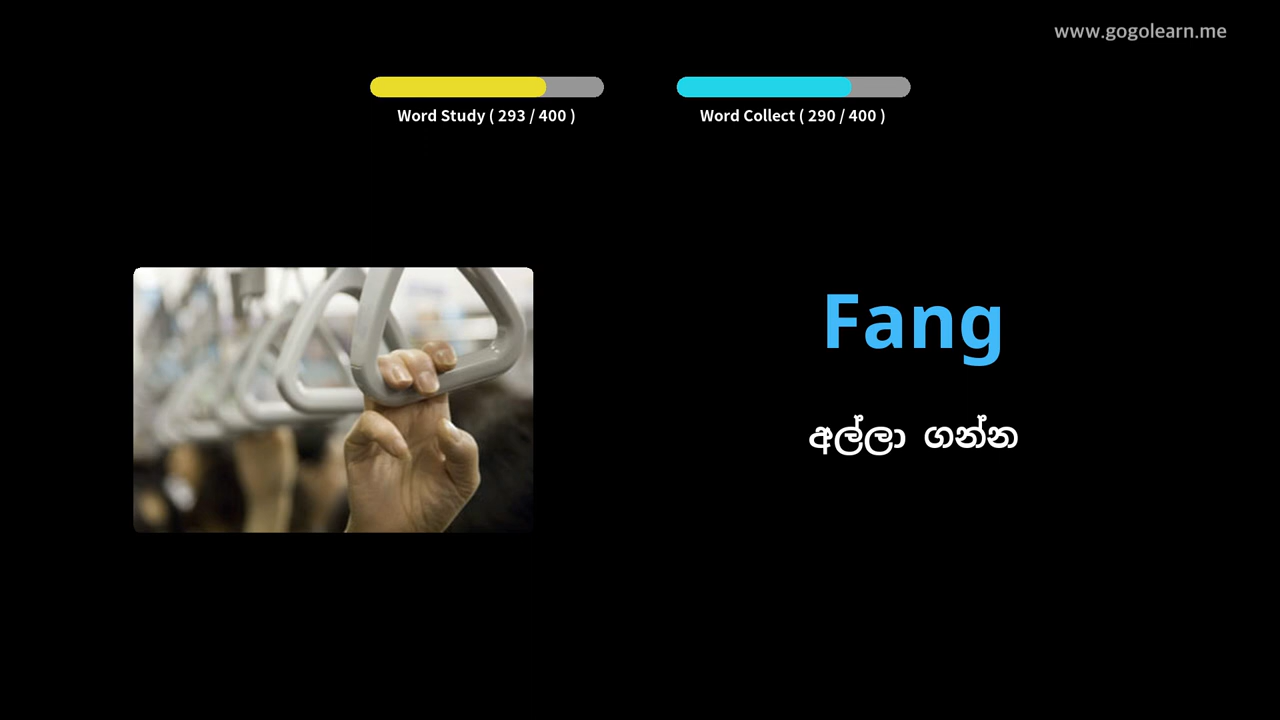 www.gogolearn.me
Word Study ( 293 / 400 )
Word Collect ( 290 / 400 )
Fang
අල්ලා ගන්න